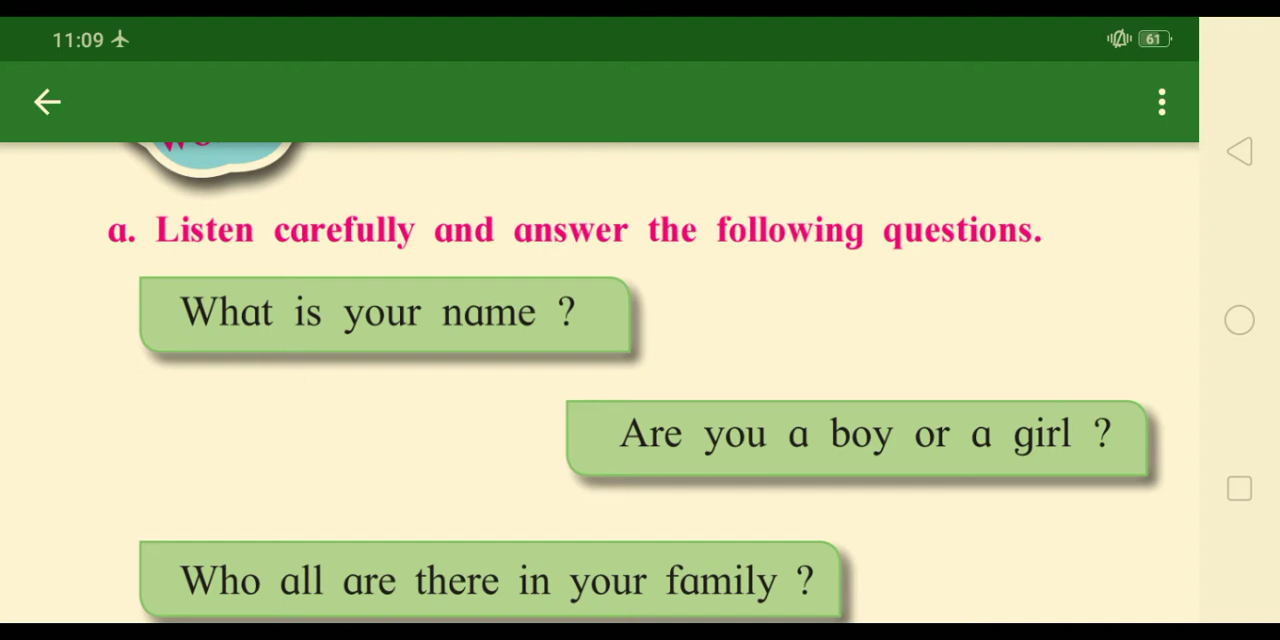 11:09
61
a. Listen carefully and answer the following questions.
What is your name ?
Are you a boy or a girl ?
Who all are there in your family ?